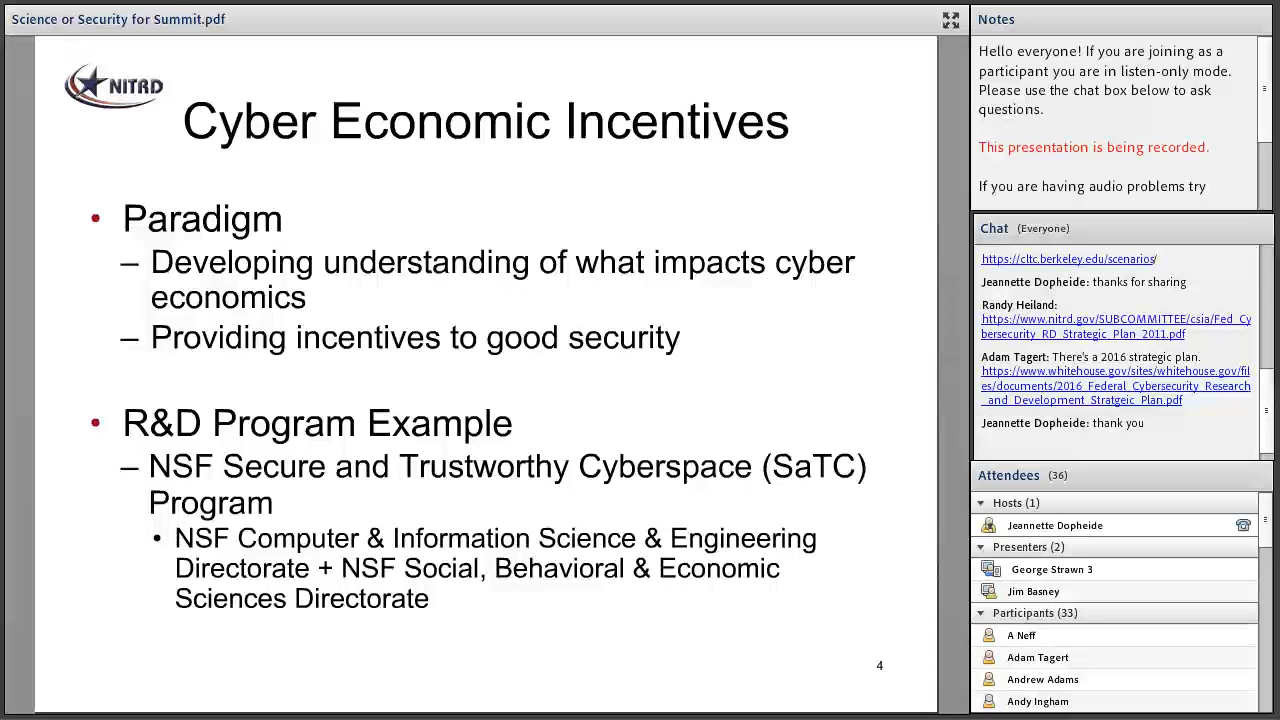 Science or Security for Summit.pdf
NITRD
Cyber Economic Incentives
• Paradigm
– Developing understanding of what impacts cyber
economics
– Providing incentives to good security
• R&D Program Example
– NSF Secure and Trustworthy Cyberspace (SaTC)
Program
• NSF Computer & Information Science & Engineering
Directorate + NSF Social, Behavioral & Economic
Sciences Directorate
4
Notes
Hello everyone! If you are joining as a
participant you are in listen-only mode.
Please use the chat box below to ask
questions.
This presentation is being recorded.
If you are having audio problems try
Chat (Everyone)
https://cltc.berkeley.edu/scenarios/
Jeannette Dopheide: thanks for sharing
Randy Heiland:
https://www.nitrd.gov/SUBCOMMITTEE/csia/Fed_Cy
bersecurity_RD_Strategic_Plan_2011.pdf
Adam Tagert: There's a 2016 strategic plan.
https://www.whitehouse.gov/sites/whitehouse.gov/fil
es/documents/2016_Federal_Cybersecurity_Research
_and_Development_Stratgeic_Plan.pdf
Jeannette Dopheide: thank you
Attendees (36)
Hosts (1)
Jeannette Dopheide
Presenters (2)
George Strawn 3
Jim Basney
Participants (33)
A Neff
Adam Tagert
Andrew Adams
Andy Ingham